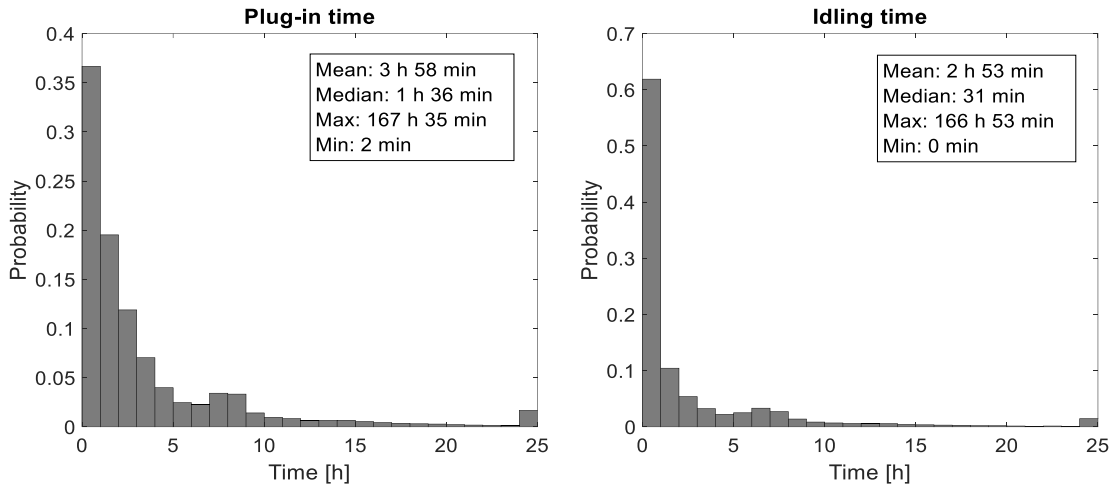 Plug-in time
0.4
0.35
0.3
0.25
0.2
0.15
0.1
0.05
0
Probability
Mean: 3 h 58 min
Median: 1 h 36 min
Max: 167 h 35 min
Min: 2 min
0 5 10 15 20 25
Time [h]
Idling time
0.7
0.6
0.5
0.4
0.3
0.2
0.1
0
Probability
Mean: 2 h 53 min
Median: 31 min
Max: 166 h 53 min
Min: 0 min
0 5 10 15 20 25
Time [h]